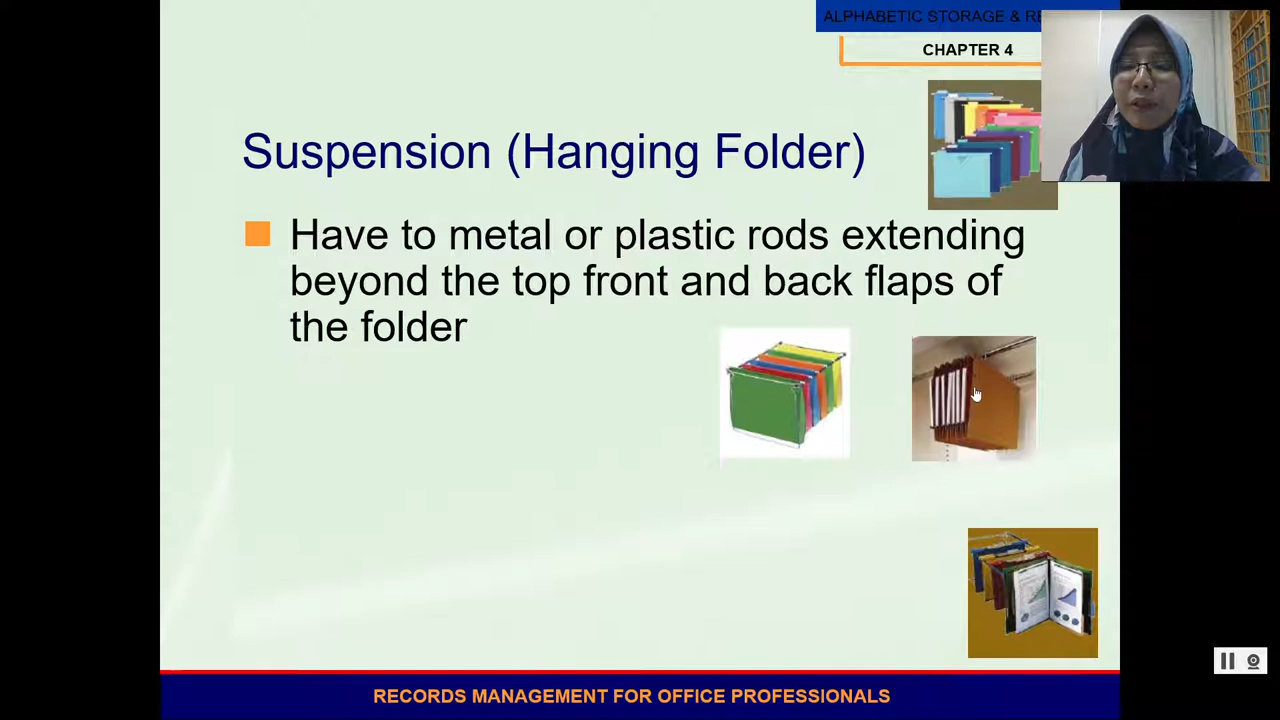 ALPHABETIC STORAGE &
CHAPTER 4
Suspension (Hanging Folder)
Have to metal or plastic rods extending
beyond the top front and back flaps of
the folder
RECORDS MANAGEMENT FOR OFFICE PROFESSIONALS